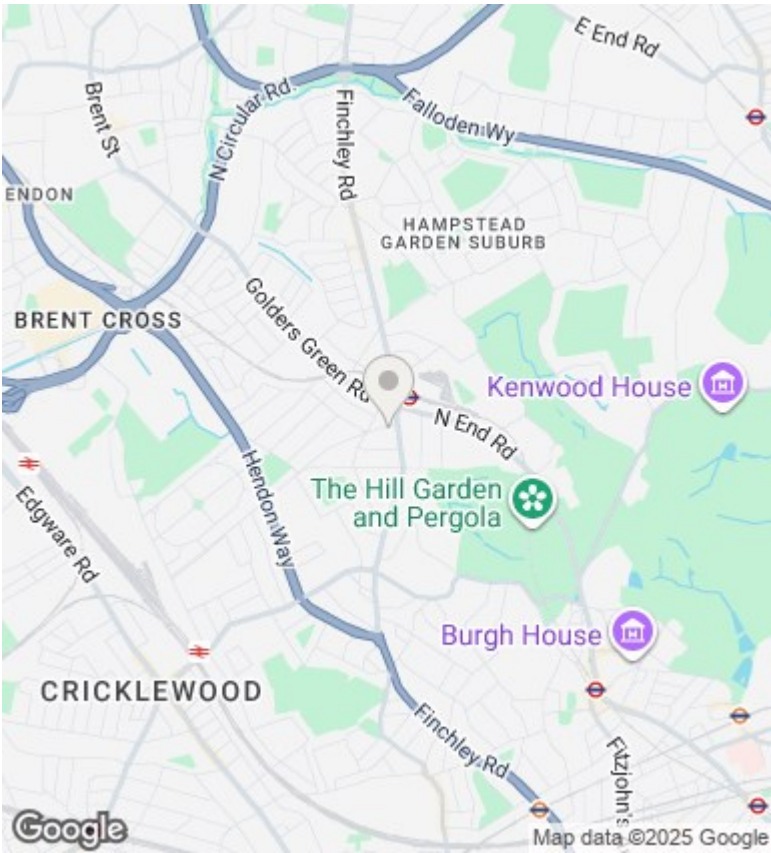 E End Rd
Brent St
N Circular Rd
Finchley Rd
Falloden Wy
ENDON
HAMPSTEAD
GARDEN SUBURB
Golders Green Rd
BRENT CROSS
Kenwood House
N End Rd
The Hill Garden
and Pergola
Hendon Way
Edgware Rd
Burgh House
CRICKLEWOOD
Finchley Rd
Fitzjohn's
Google
Map data ©2025 Google